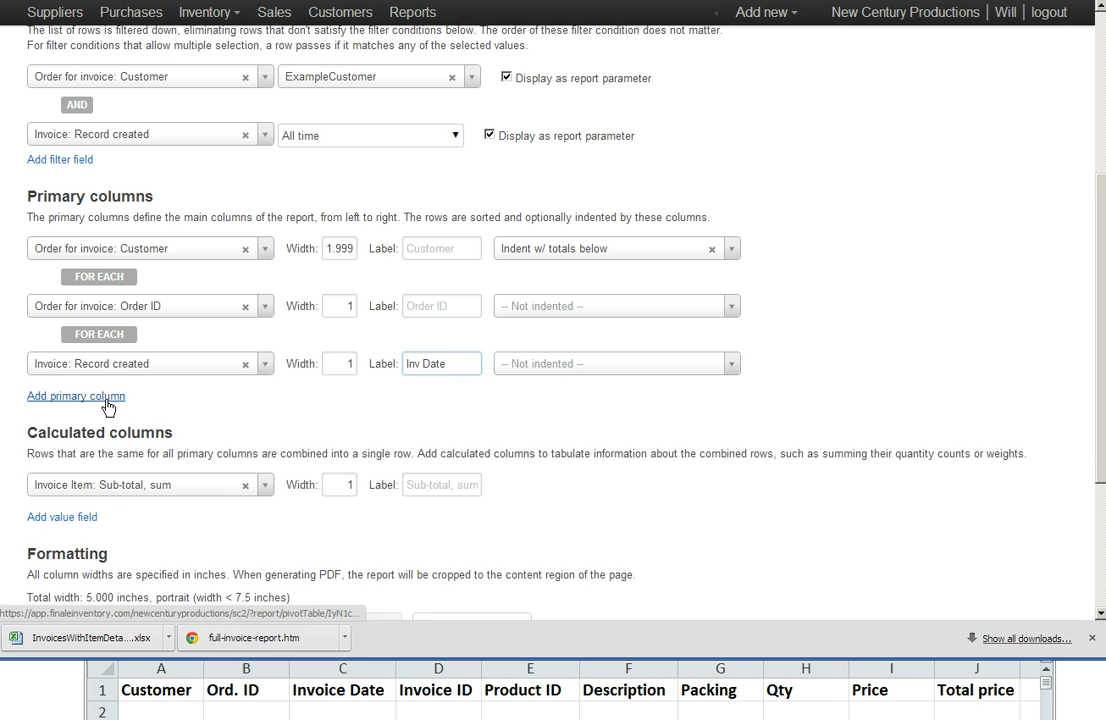 Suppliers Purchases Inventory Sales Customers Reports Add new New Century Productions | Will | logout
The list of rows is filtered down, eliminating rows that don't satisfy the filter conditions below. The order of these filter condition does not matter.
For filter conditions that allow multiple selection, a row passes if it matches any of the selected values.
Order for invoice: Customer × ExampleCustomer × Display as report parameter
AND
Invoice: Record created × All time Display as report parameter
Add filter field
Primary columns
The primary columns define the main columns of the report, from left to right. The rows are sorted and optionally indented by these columns.
Order for invoice: Customer × Width: 1.999 Label: Customer Indent w/ totals below ×
FOR EACH
Order for invoice: Order ID × Width: 1 Label: Order ID -- Not indented --
FOR EACH
Invoice: Record created × Width: 1 Label: Inv Date -- Not indented --
Add primary column
Calculated columns
Rows that are the same for all primary columns are combined into a single row. Add calculated columns to tabulate information about the combined rows, such as summing their quantity counts or weights.
Invoice Item: Sub-total, sum × Width: 1 Label: Sub-total, sum
Add value field
Formatting
All column widths are specified in inches. When generating PDF, the report will be cropped to the content region of the page.
Total width: 5.000 inches, portrait (width < 7.5 inches)
https://app.finaleinventory.com/newcenturyproductions/sc2/?report/pivotTable/IyN1c...
InvoicesWithItemDeta....xlsx full-invoice-report.htm Show all downloads... ×
A B C D E F G H I J
1 Customer Ord. ID Invoice Date Invoice ID Product ID Description Packing Qty Price Total price
2